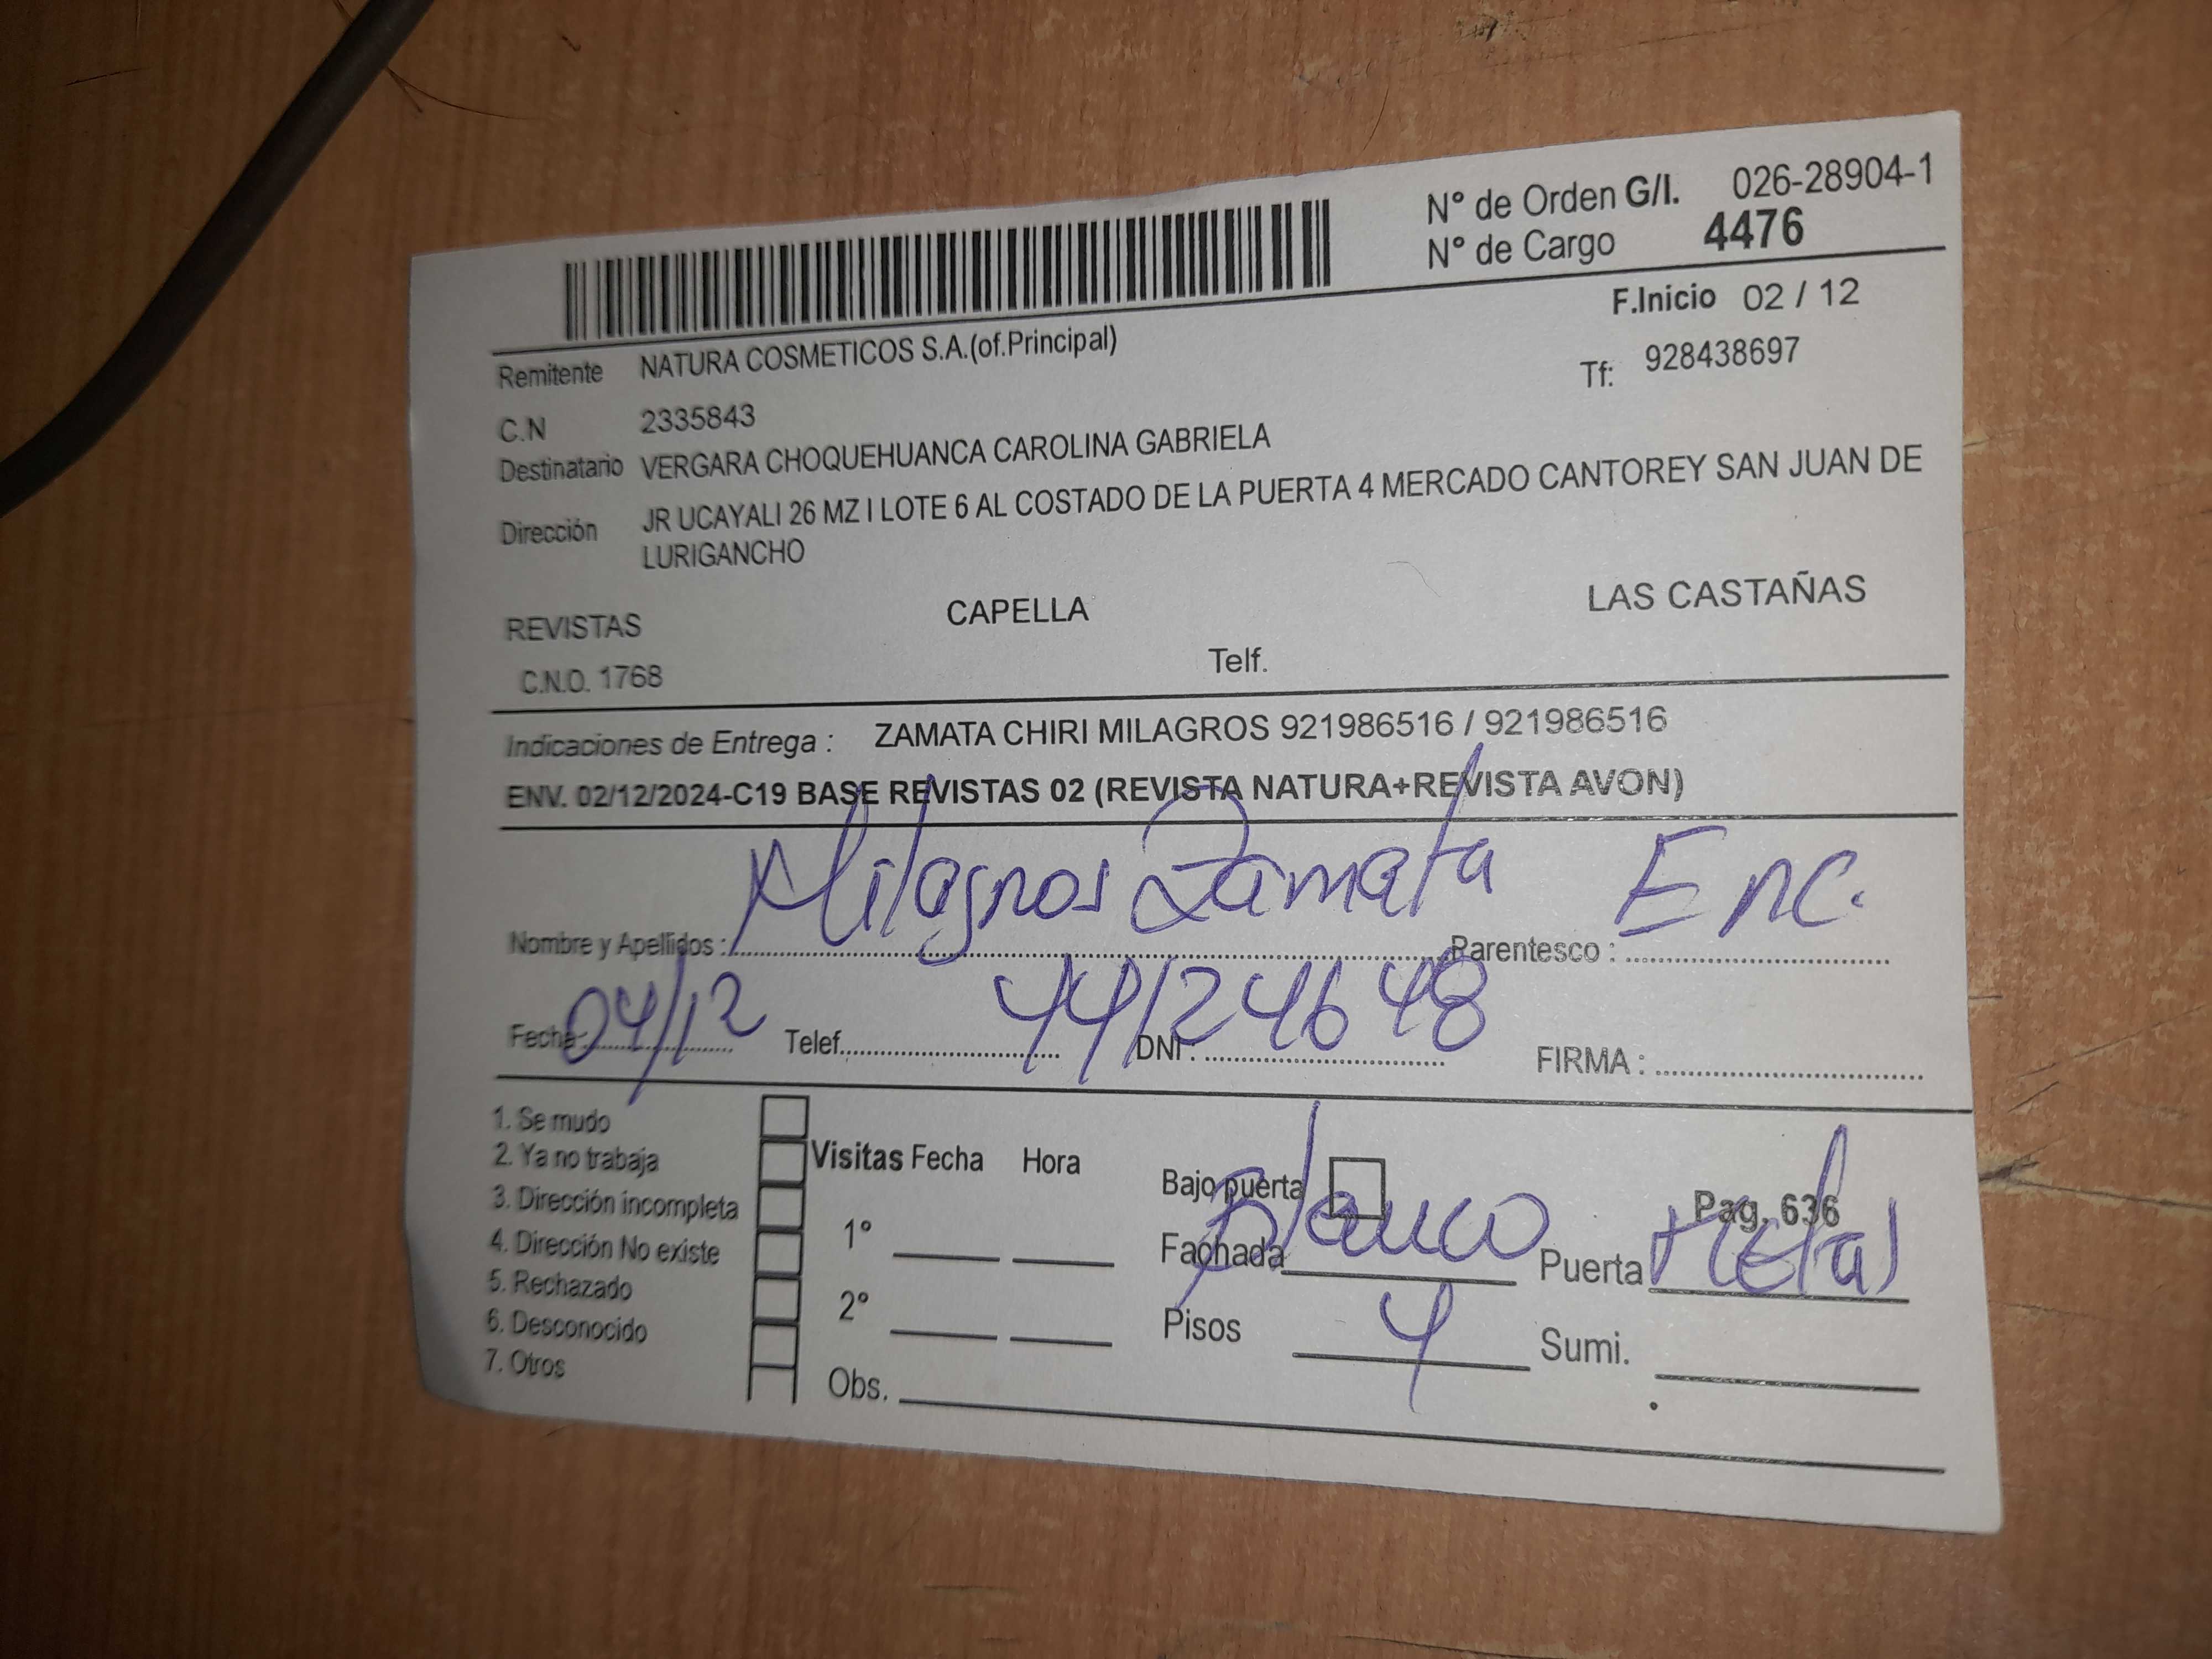 N° de Orden G/I. 026-28904-1
N° de Cargo 4476
F.Inicio 02 / 12
Remitente NATURA COSMETICOS S.A.(of.Principal)
Tf: 928438697
C.N 2335843
Destinatario VERGARA CHOQUEHUANCA CAROLINA GABRIELA
Dirección JR UCAYALI 26 MZ I LOTE 6 AL COSTADO DE LA PUERTA 4 MERCADO CANTOREY SAN JUAN DE
LURIGANCHO
REVISTAS CAPELLA LAS CASTAÑAS
C.N.O. 1768 Telf.
Indicaciones de Entrega : ZAMATA CHIRI MILAGROS 921986516 / 921986516
ENV. 02/12/2024-C19 BASE REVISTAS 02 (REVISTA NATURA+REVISTA AVON)
Nombre y Apellidos : Milagros Zamata Parentesco : Enc.
Fecha: 04/12 Telef. DNI : 44124648 FIRMA :
1. Se mudo
2. Ya no trabaja
3. Dirección incompleta
4. Dirección No existe
5. Rechazado
6. Desconocido
7. Otros
Visitas Fecha Hora
1°
2°
Obs.
Bajo puerta Pag. 636
Fachada blanco Puerta
Pisos 4 Sumi.